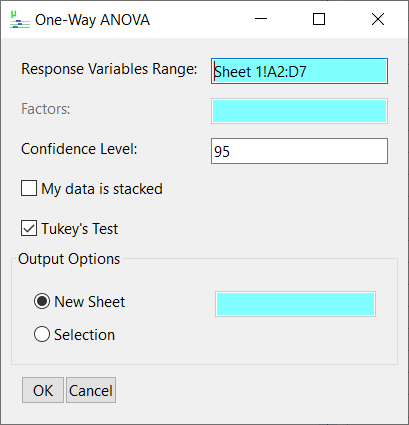 One-Way ANOVA
Response Variables Range: Sheet 1!A2:D7
Factors:
Confidence Level: 95
My data is stacked
Tukey's Test
Output Options
New Sheet
Selection
OK Cancel